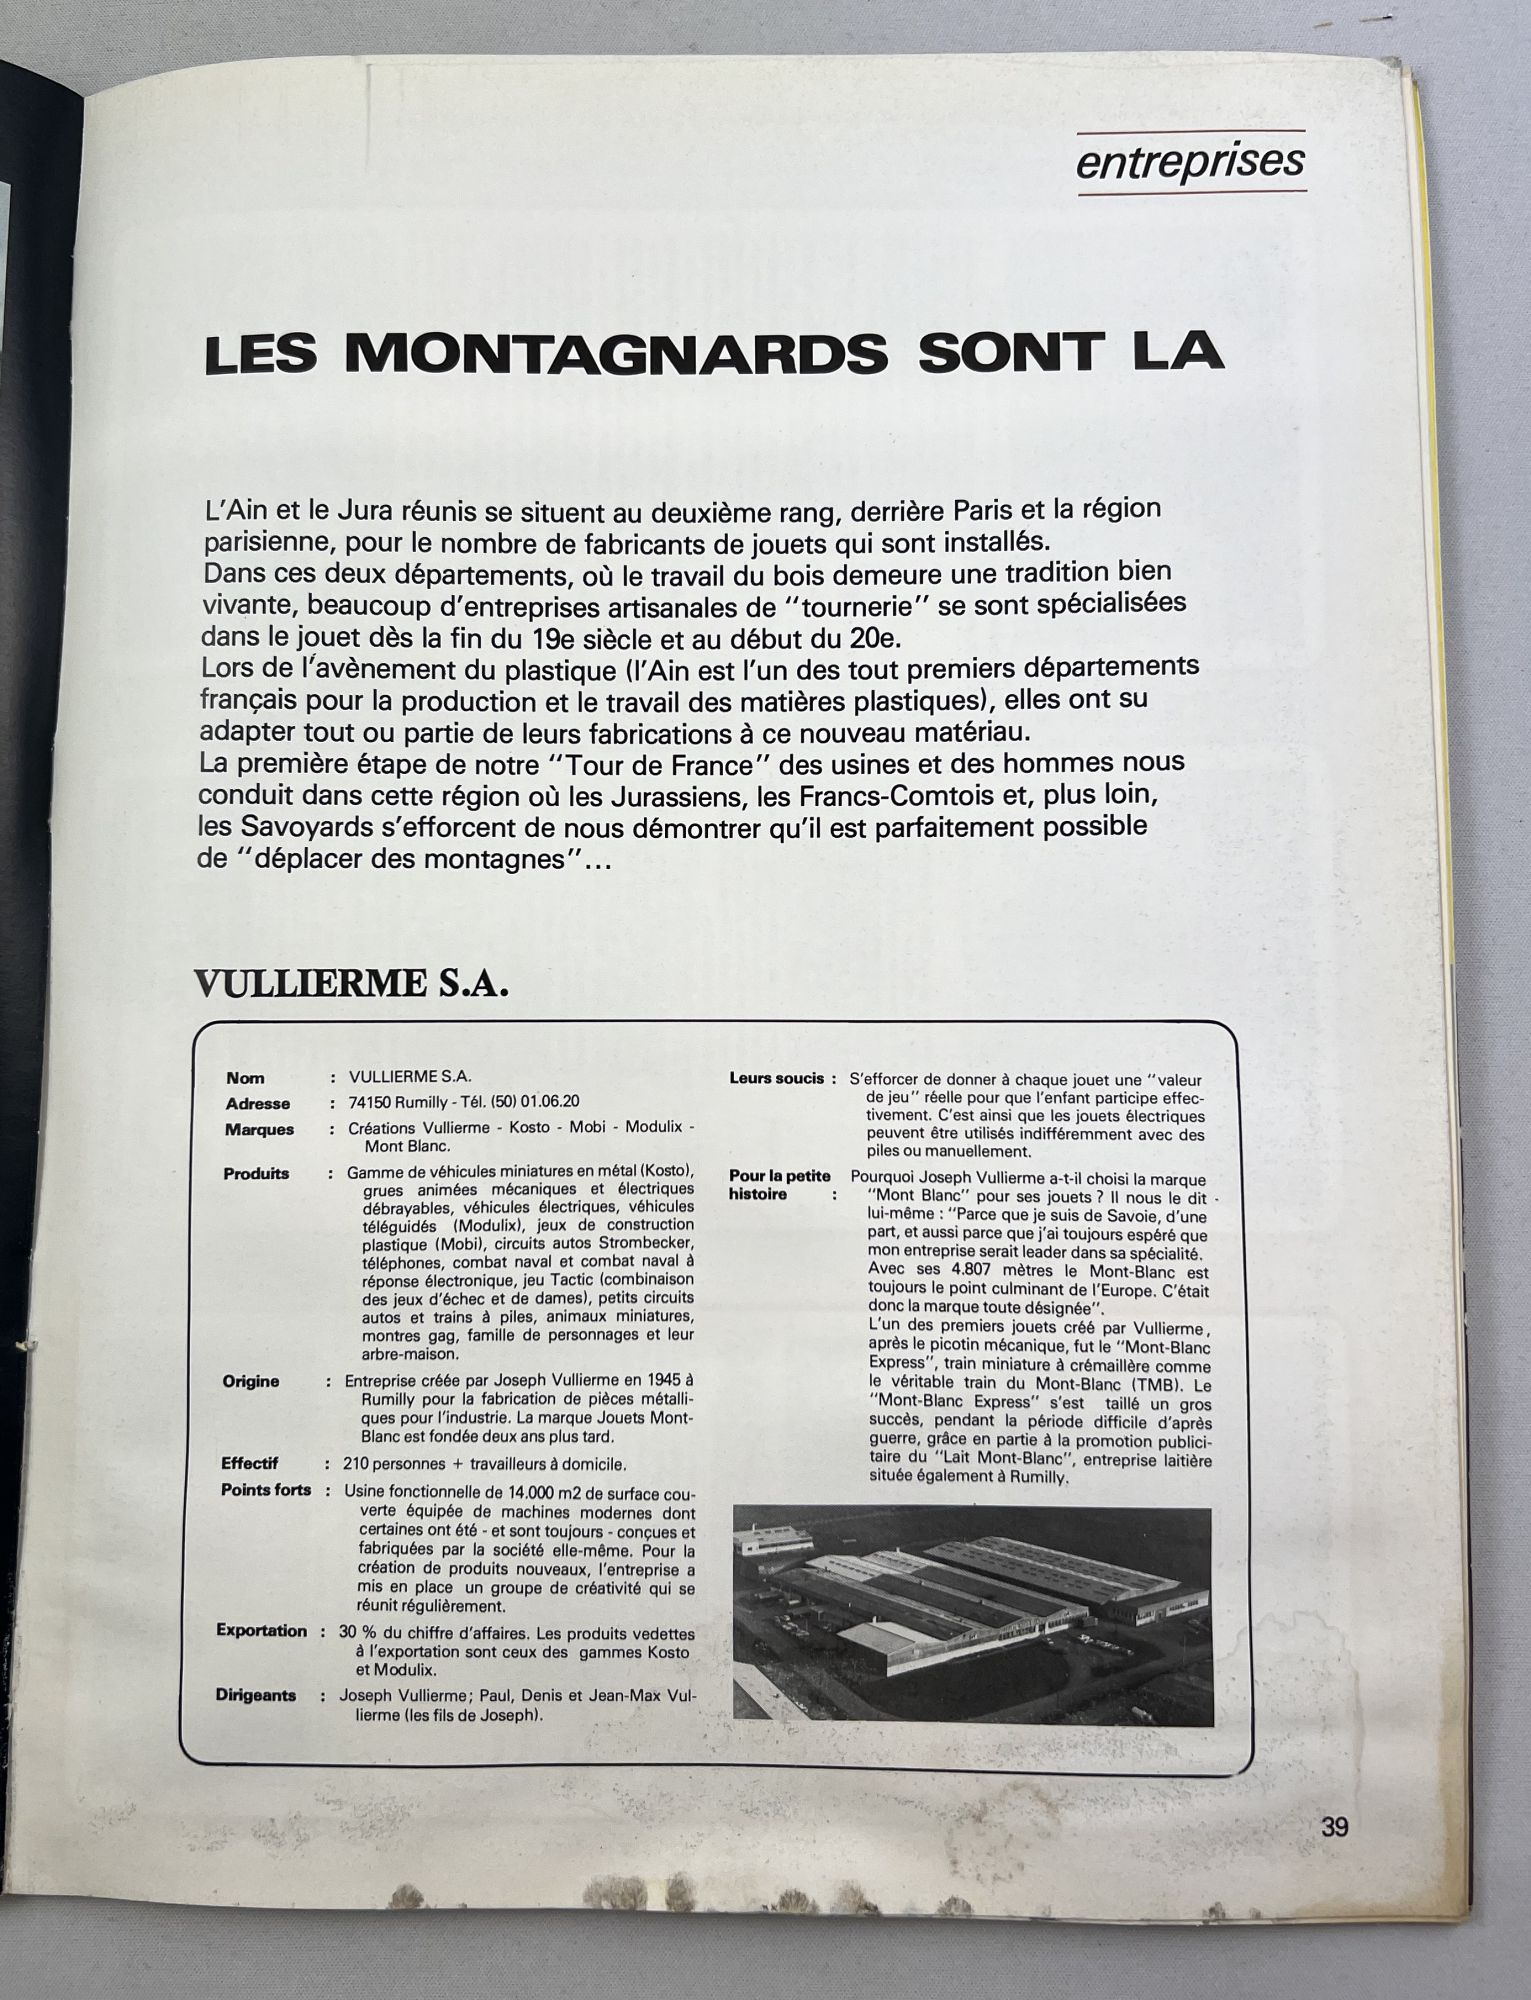 entreprises
LES MONTAGNARDS SONT LA
L'Ain et le Jura réunis se situent au deuxième rang, derrière Paris et la région
parisienne, pour le nombre de fabricants de jouets qui sont installés.
Dans ces deux départements, où le travail du bois demeure une tradition bien
vivante, beaucoup d'entreprises artisanales de "tournerie" se sont spécialisées
dans le jouet dès la fin du 19e siècle et au début du 20e.
Lors de l'avènement du plastique (l'Ain est l'un des tout premiers départements
français pour la production et le travail des matières plastiques), elles ont su
adapter tout ou partie de leurs fabrications à ce nouveau matériau.
La première étape de notre "Tour de France" des usines et des hommes nous
conduit dans cette région où les Jurassiens, les Francs-Comtois et, plus loin,
les Savoyards s'efforcent de nous démontrer qu'il est parfaitement possible
de "déplacer des montagnes"...
VULLIERME S.A.
Nom : VULLIERME S.A.
Adresse : 74150 Rumilly - Tél. (50) 01.06.20
Marques : Créations Vullierme - Kosto - Mobi - Modulix -
Mont Blanc.
Produits : Gamme de véhicules miniatures en métal (Kosto),
grues animées mécaniques et électriques
débrayables, véhicules électriques, véhicules
téléguidés (Modulix), jeux de construction
plastique (Mobi), circuits autos Strombecker,
téléphones, combat naval et combat naval à
réponse électronique, jeu Tactic (combinaison
des jeux d'échec et de dames), petits circuits
autos et trains à piles, animaux miniatures,
montres gag, famille de personnages et leur
arbre-maison.
Origine : Entreprise créée par Joseph Vullierme en 1945 à
Rumilly pour la fabrication de pièces métalli-
ques pour l'industrie. La marque Jouets Mont-
Blanc est fondée deux ans plus tard.
Effectif : 210 personnes + travailleurs à domicile.
Points forts : Usine fonctionnelle de 14.000 m2 de surface cou-
verte équipée de machines modernes dont
certaines ont été - et sont toujours - conçues et
fabriquées par la société elle-même. Pour la
création de produits nouveaux, l'entreprise a
mis en place un groupe de créativité qui se
réunit régulièrement.
Exportation : 30 % du chiffre d'affaires. Les produits vedettes
à l'exportation sont ceux des gammes Kosto
et Modulix.
Dirigeants : Joseph Vullierme; Paul, Denis et Jean-Max Vul-
lierme (les fils de Joseph).
Leurs soucis : S'efforcer de donner à chaque jouet une "valeur
de jeu" réelle pour que l'enfant participe effec-
tivement. C'est ainsi que les jouets électriques
peuvent être utilisés indifféremment avec des
piles ou manuellement.
Pour la petite Pourquoi Joseph Vullierme a-t-il choisi la marque
histoire : "Mont Blanc" pour ses jouets ? Il nous le dit
lui-même : "Parce que je suis de Savoie, d'une
part, et aussi parce que j'ai toujours espéré que
mon entreprise serait leader dans sa spécialité.
Avec ses 4.807 mètres le Mont-Blanc est
toujours le point culminant de l'Europe. C'était
donc la marque toute désignée".
L'un des premiers jouets créé par Vullierme,
après le picotin mécanique, fut le "Mont-Blanc
Express", train miniature à crémaillère comme
le véritable train du Mont-Blanc (TMB). Le
"Mont-Blanc Express" s'est taillé un gros
succès, pendant la période difficile d'après
guerre, grâce en partie à la promotion publici-
taire du "Lait Mont-Blanc", entreprise laitière
située également à Rumilly.
39